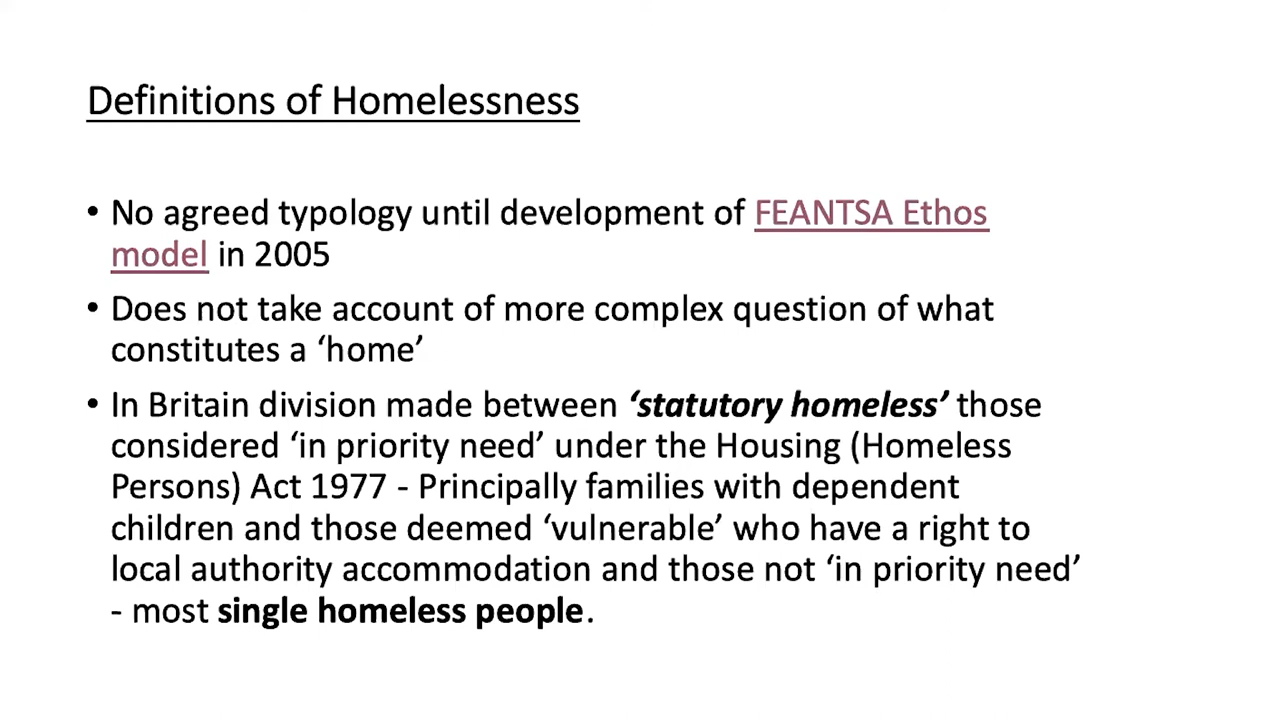 Definitions of Homelessness
• No agreed typology until development of FEANTSA Ethos
model in 2005
• Does not take account of more complex question of what
constitutes a ‘home’
• In Britain division made between ‘statutory homeless’ those
considered ‘in priority need’ under the Housing (Homeless
Persons) Act 1977 - Principally families with dependent
children and those deemed ‘vulnerable’ who have a right to
local authority accommodation and those not ‘in priority need’
- most single homeless people.